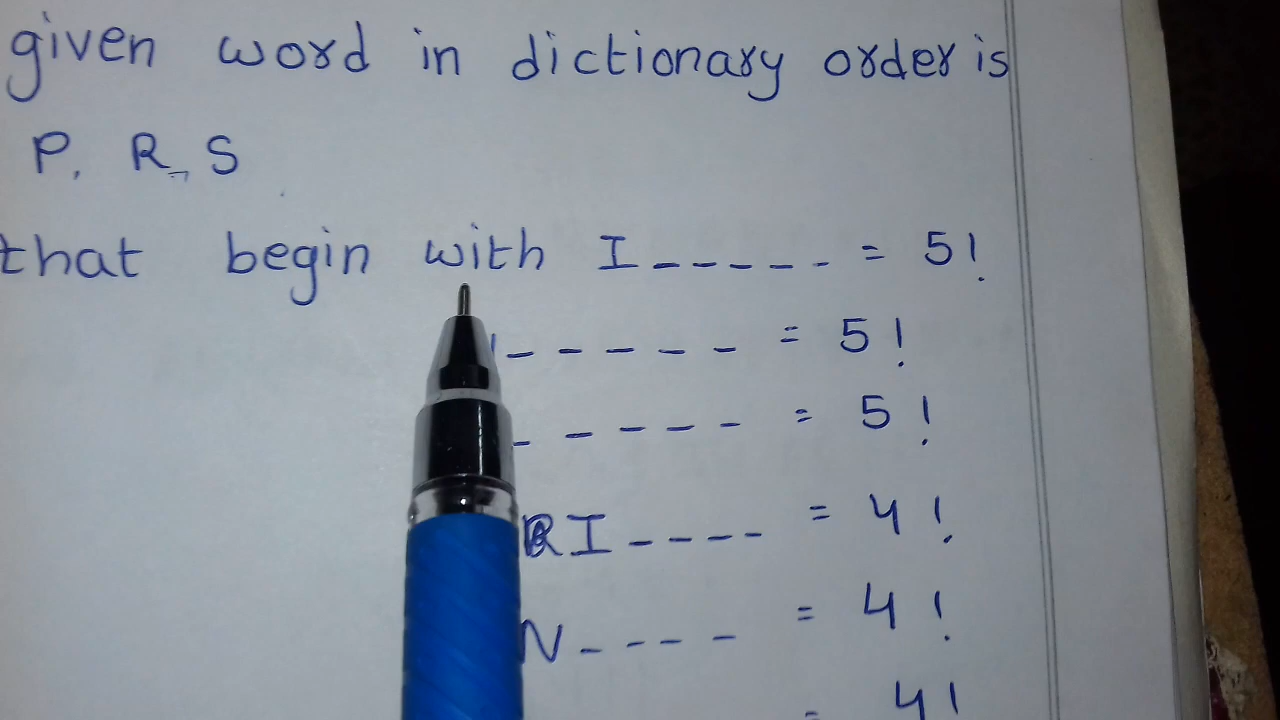 given word in dictionary order is
P, R, S
that begin with I _ _ _ _ _ = 5!
_ _ _ _ _ = 5!
_ _ _ _ _ = 5!
RI _ _ _ _ = 4!
N _ _ _ _ = 4!
= 4!